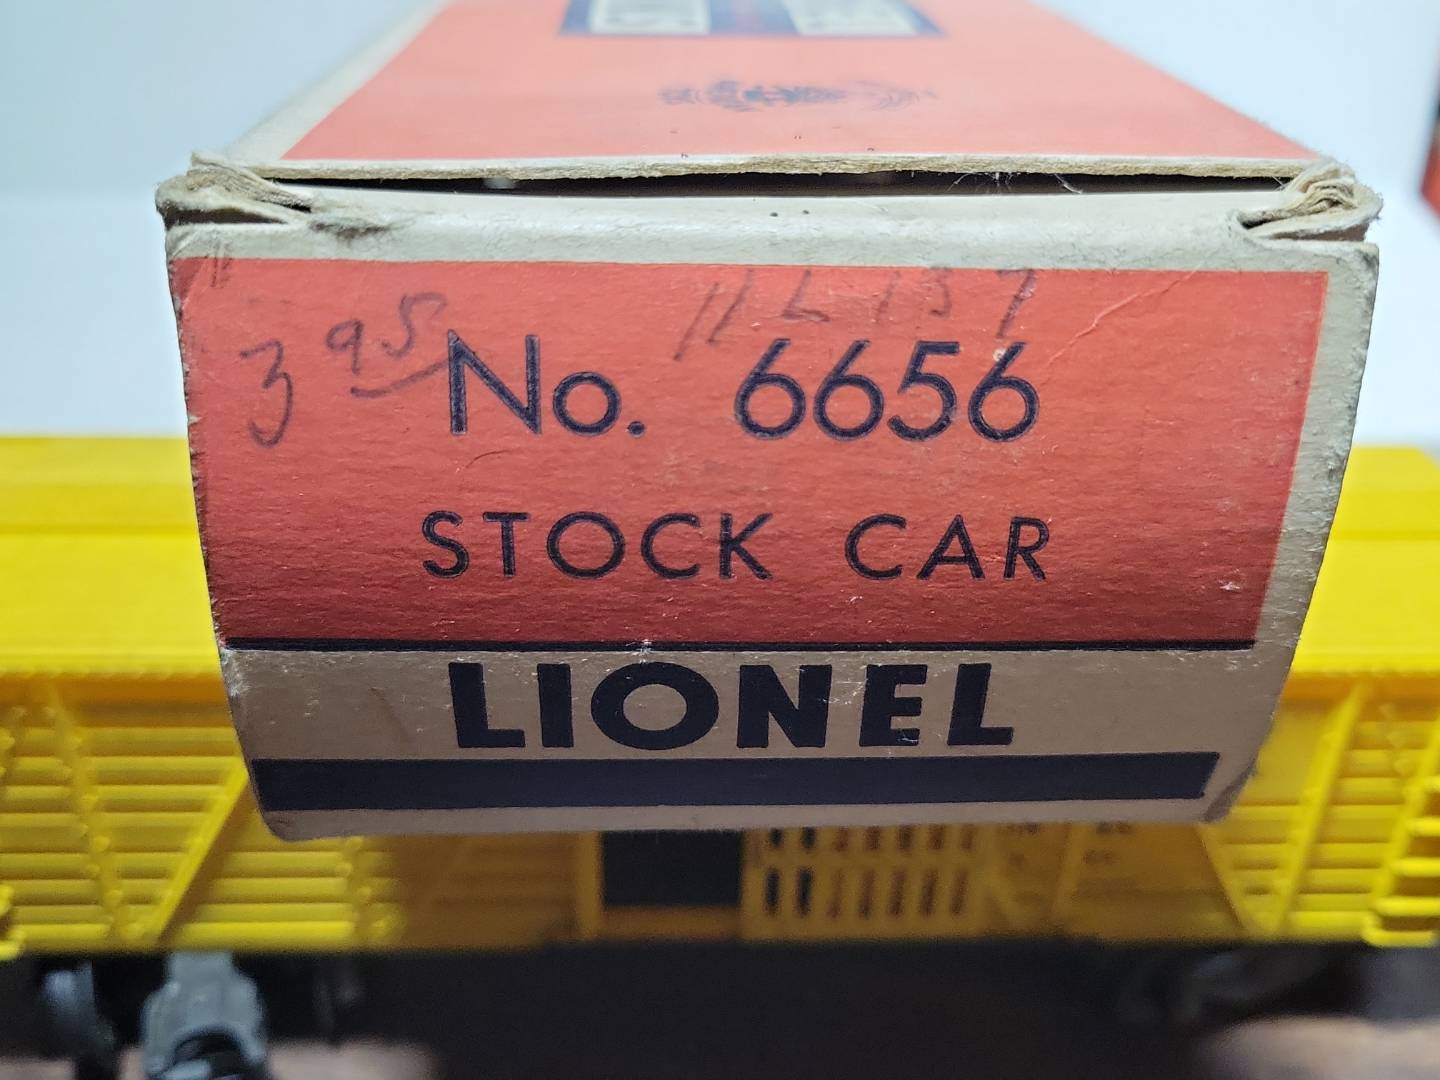 3 95
No. 6656
STOCK CAR
LIONEL